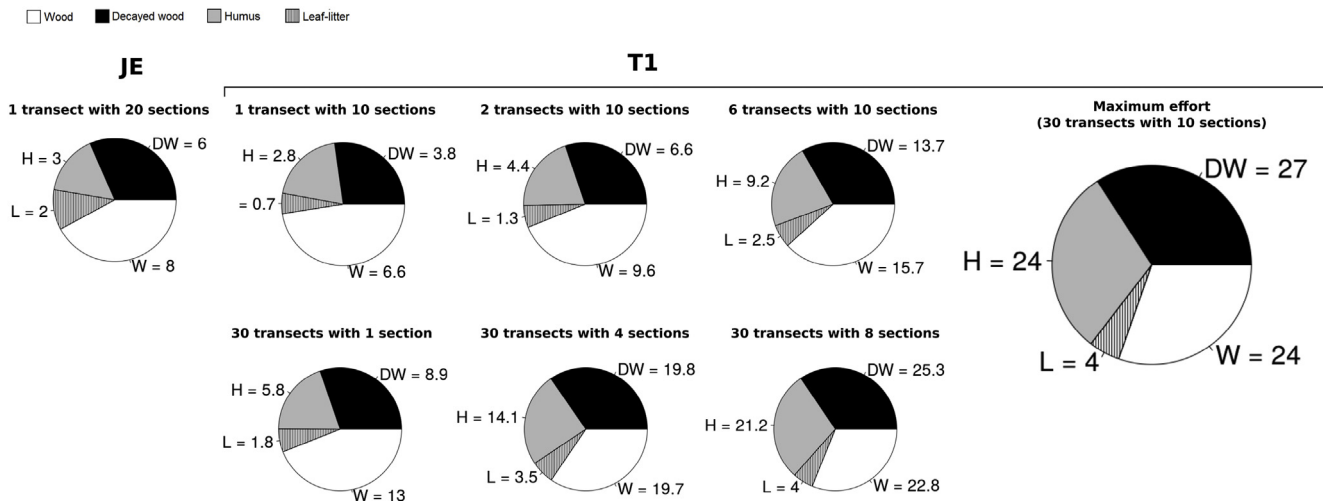 Wood Decayed wood Humus Leaf-litter
JE
T1
1 transect with 20 sections
DW = 6
H = 3
L = 2
W = 8
1 transect with 10 sections
DW = 3.8
H = 2.8
= 0.7
W = 6.6
2 transects with 10 sections
DW = 6.6
H = 4.4
L = 1.3
W = 9.6
6 transects with 10 sections
DW = 13.7
H = 9.2
L = 2.5
W = 15.7
Maximum effort
(30 transects with 10 sections)
DW = 27
H = 24
L = 4
W = 24
30 transects with 1 section
DW = 8.9
H = 5.8
L = 1.8
W = 13
30 transects with 4 sections
DW = 19.8
H = 14.1
L = 3.5
W = 19.7
30 transects with 8 sections
DW = 25.3
H = 21.2
L = 4
W = 22.8